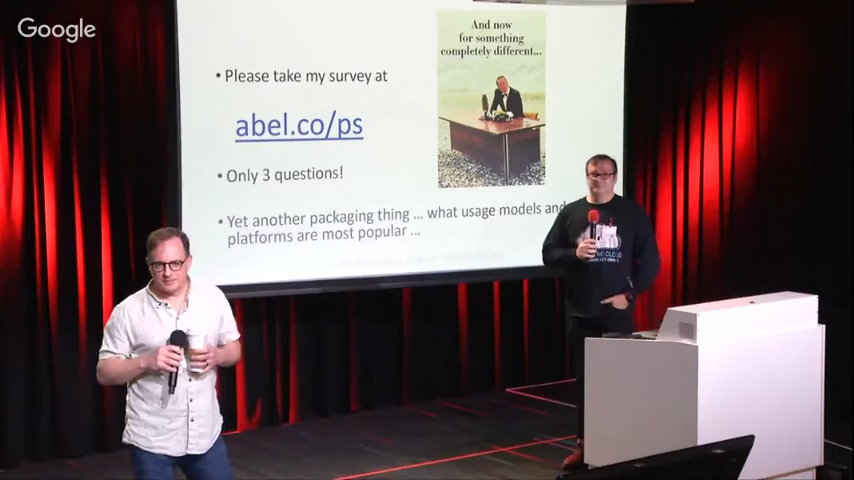 Google
And now
for something
completely different...
• Please take my survey at
abel.co/ps
• Only 3 questions!
• Yet another packaging thing ... what usage models and
platforms are most popular ...